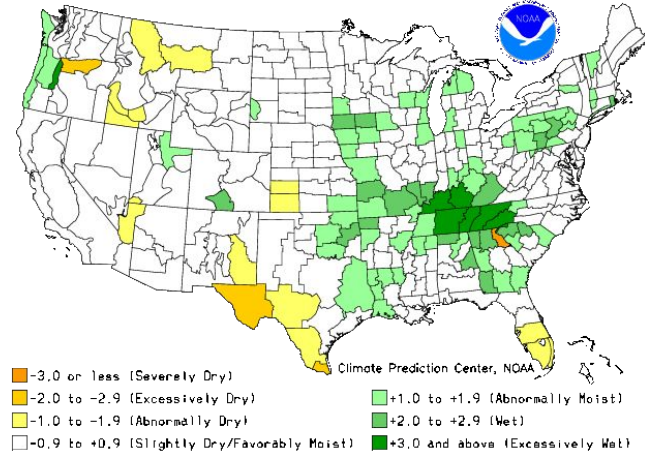 NOAA
Climate Prediction Center, NOAA
-3.0 or less (Severely Dry)
-2.0 to -2.9 (Excessively Dry)
-1.0 to -1.9 (Abnormally Dry)
-0.9 to +0.9 (Slightly Dry/Favorably Moist)
+1.0 to +1.9 (Abnormally Moist)
+2.0 to +2.9 (Wet)
+3.0 and above (Excessively Wet)